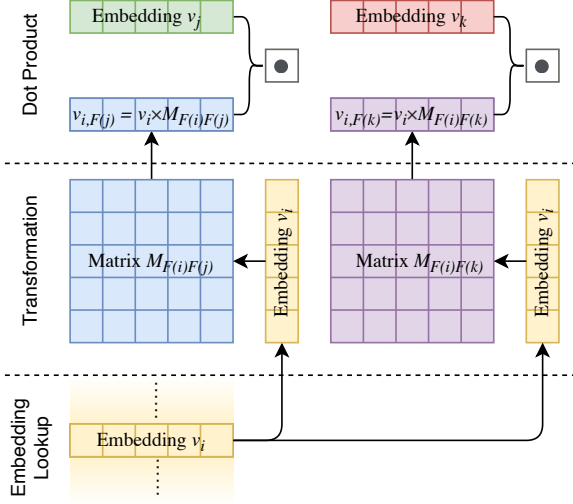 Dot Product
Embedding v_j
Embedding v_k
v_{i,F(j)} = v_i×M_{F(i)F(j)}
v_{i,F(k)}=v_i×M_{F(i)F(k)}
Transformation
Matrix M_{F(i)F(j)}
Embedding v_i
Matrix M_{F(i)F(k)}
Embedding v_i
Embedding
Lookup
Embedding v_i